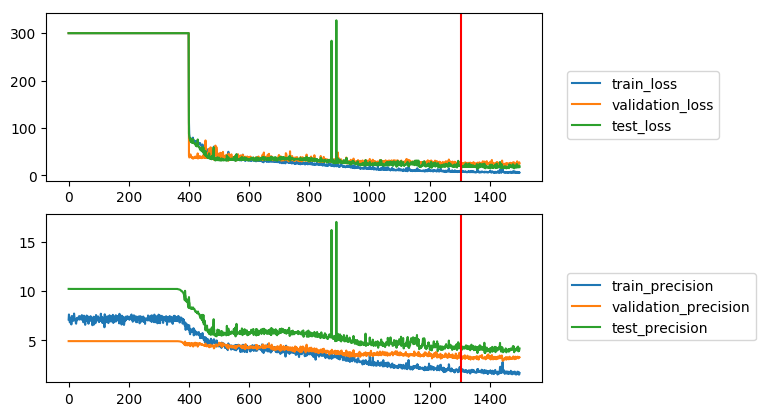 300
200
100
0
0 200 400 600 800 1000 1200 1400
train_loss
validation_loss
test_loss
15
10
5
0 200 400 600 800 1000 1200 1400
train_precision
validation_precision
test_precision